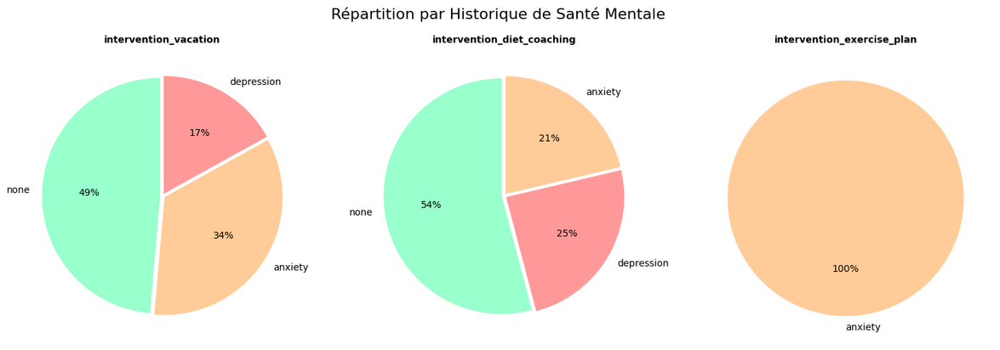 Répartition par Historique de Santé Mentale
intervention_vacation
depression
17%
none
49%
34%
anxiety
intervention_diet_coaching
anxiety
21%
none
54%
25%
depression
intervention_exercise_plan
100%
anxiety